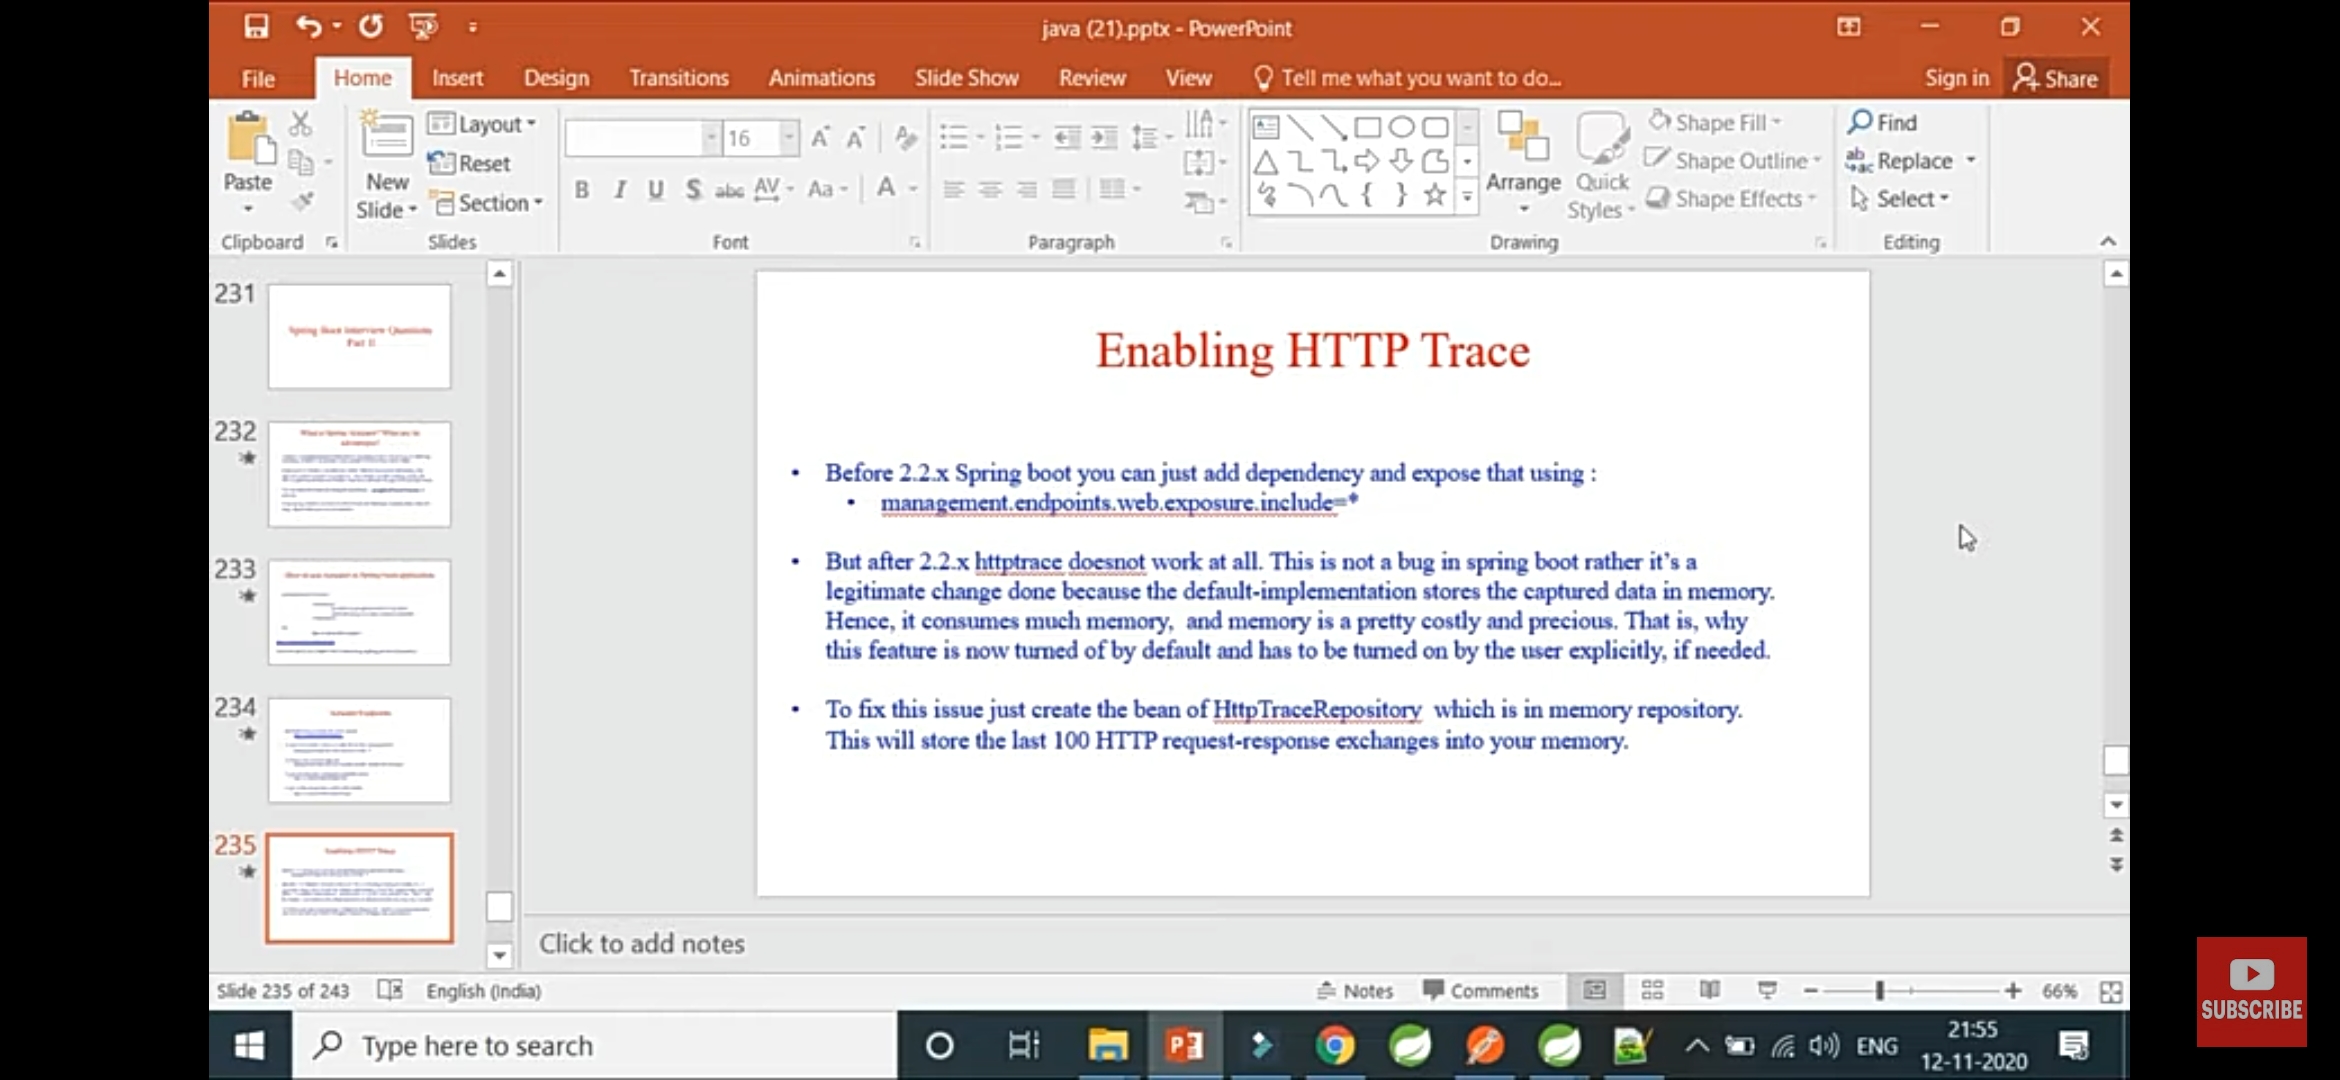 java (21).pptx - PowerPoint
File Home Insert Design Transitions Animations Slide Show Review View Tell me what you want to do... Sign in Share
Paste
New
Slide
Layout
Reset
Section
16
B I U S abc AV Aa A
Arrange
Quick
Styles
Shape Fill
Shape Outline
Shape Effects
Find
Replace
Select
Clipboard Slides Font Paragraph Drawing Editing
231
Spring Boot Interview Questions
Part II
232
233
234
235
Enabling HTTP Trace
• Before 2.2.x Spring boot you can just add dependency and expose that using :
• management.endpoints.web.exposure.include=*
• But after 2.2.x httptrace doesnot work at all. This is not a bug in spring boot rather it's a
legitimate change done because the default-implementation stores the captured data in memory.
Hence, it consumes much memory, and memory is a pretty costly and precious. That is, why
this feature is now turned of by default and has to be turned on by the user explicitly, if needed.
• To fix this issue just create the bean of HttpTraceRepository which is in memory repository.
This will store the last 100 HTTP request-response exchanges into your memory.
Click to add notes
Slide 235 of 243 English (India) Notes Comments 66%
Type here to search
ENG
21:55
12-11-2020
SUBSCRIBE